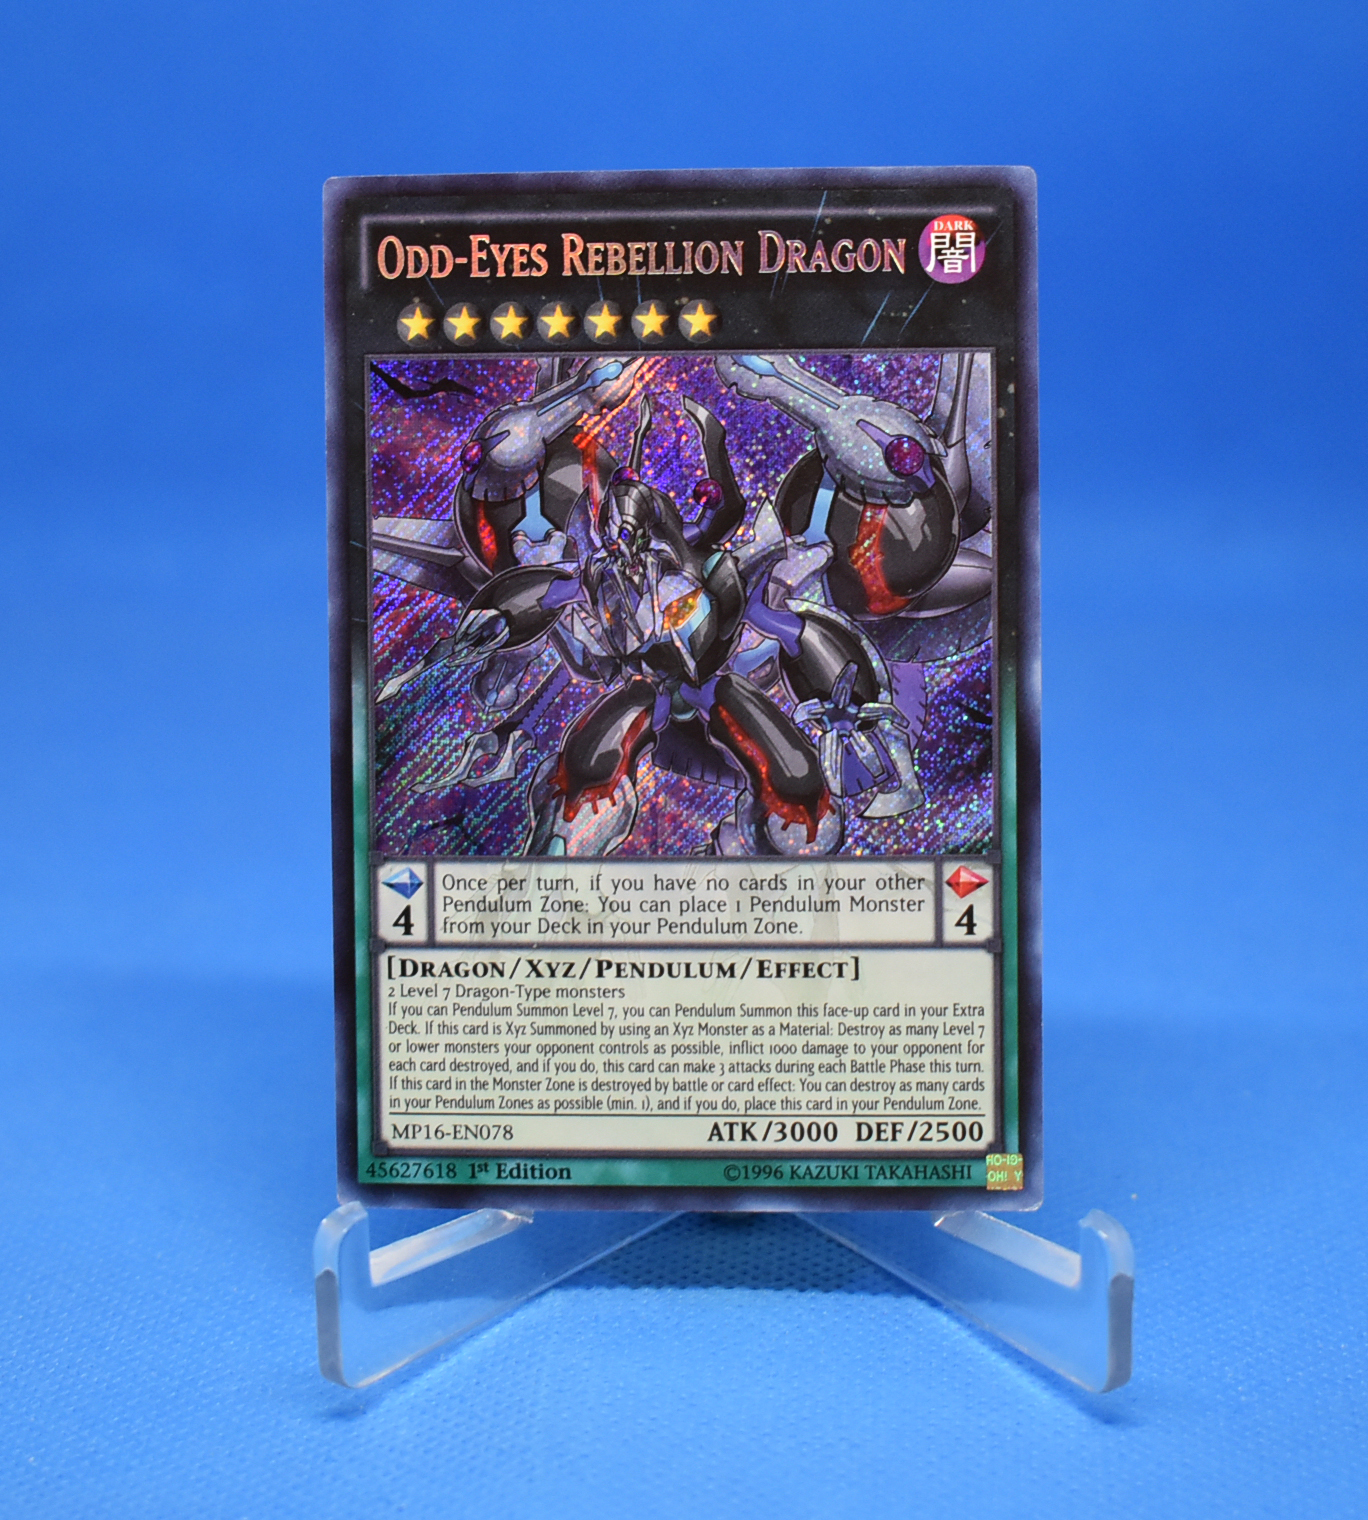 ODD-EYES REBELLION DRAGON
DARK
闇
Once per turn, if you have no cards in your other
Pendulum Zone: You can place 1 Pendulum Monster
from your Deck in your Pendulum Zone.
4
4
[DRAGON/XYZ/PENDULUM/EFFECT]
2 Level 7 Dragon-Type monsters
If you can Pendulum Summon Level 7, you can Pendulum Summon this face-up card in your Extra
Deck. If this card is Xyz Summoned by using an Xyz Monster as a Material: Destroy as many Level 7
or lower monsters your opponent controls as possible, inflict 1000 damage to your opponent for
each card destroyed, and if you do, this card can make 3 attacks during each Battle Phase this turn.
If this card in the Monster Zone is destroyed by battle or card effect: You can destroy as many cards
in your Pendulum Zones as possible (min. 1), and if you do, place this card in your Pendulum Zone.
MP16-EN078
ATK/3000 DEF/2500
45627618 1st Edition
©1996 KAZUKI TAKAHASHI